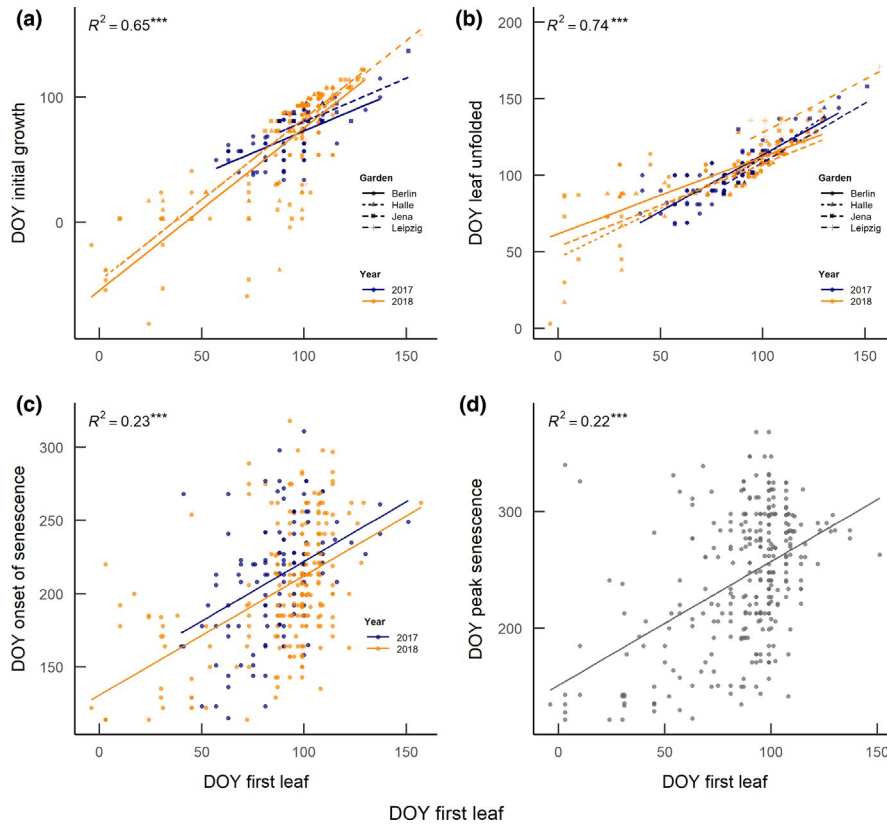 (a)
R² = 0.65***
DOY initial growth
100
0
0
50
100
150
Garden
Berlin
Halle
Jena
Leipzig
Year
2017
2018
(b)
R² = 0.74***
DOY leaf unfolded
200
150
100
50
0
0
50
100
150
Garden
Berlin
Halle
Jena
Leipzig
Year
2017
2018
(c)
R² = 0.23***
DOY onset of senescence
300
250
200
150
0
50
100
150
Year
2017
2018
DOY first leaf
(d)
R² = 0.22***
DOY peak senescence
300
200
0
50
100
150
DOY first leaf
DOY first leaf